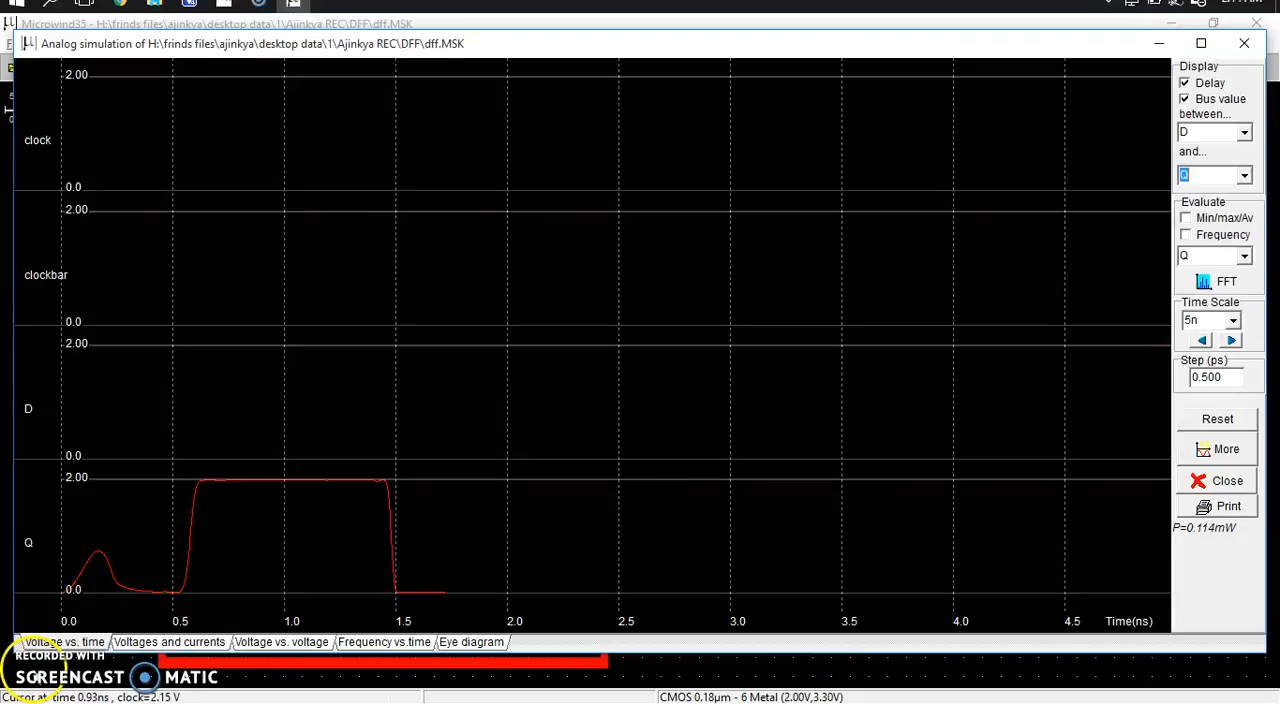 Microwind35 - H:\frinds files\ajinkya\desktop data\1\Ajinkya REC\DFF\dff.MSK
Analog simulation of H:\frinds files\ajinkya\desktop data\1\Ajinkya REC\DFF\dff.MSK
2.00
clock
0.0
2.00
clockbar
0.0
2.00
D
0.0
2.00
Q
0.0
0.0 0.5 1.0 1.5 2.0 2.5 3.0 3.5 4.0 4.5 Time(ns)
Voltage vs. time Voltages and currents Voltage vs. voltage Frequency vs.time Eye diagram
Display
Delay
Bus value
between...
D
and...
Q
Evaluate
Min/max/Av
Frequency
Q
FFT
Time Scale
5n
Step (ps)
0.500
Reset
More
Close
Print
P=0.114mW
RECORDED WITH
SCREENCAST MATIC
Cursor at: time 0.93ns , clock=2.15 V
CMOS 0.18µm - 6 Metal (2.00V,3.30V)